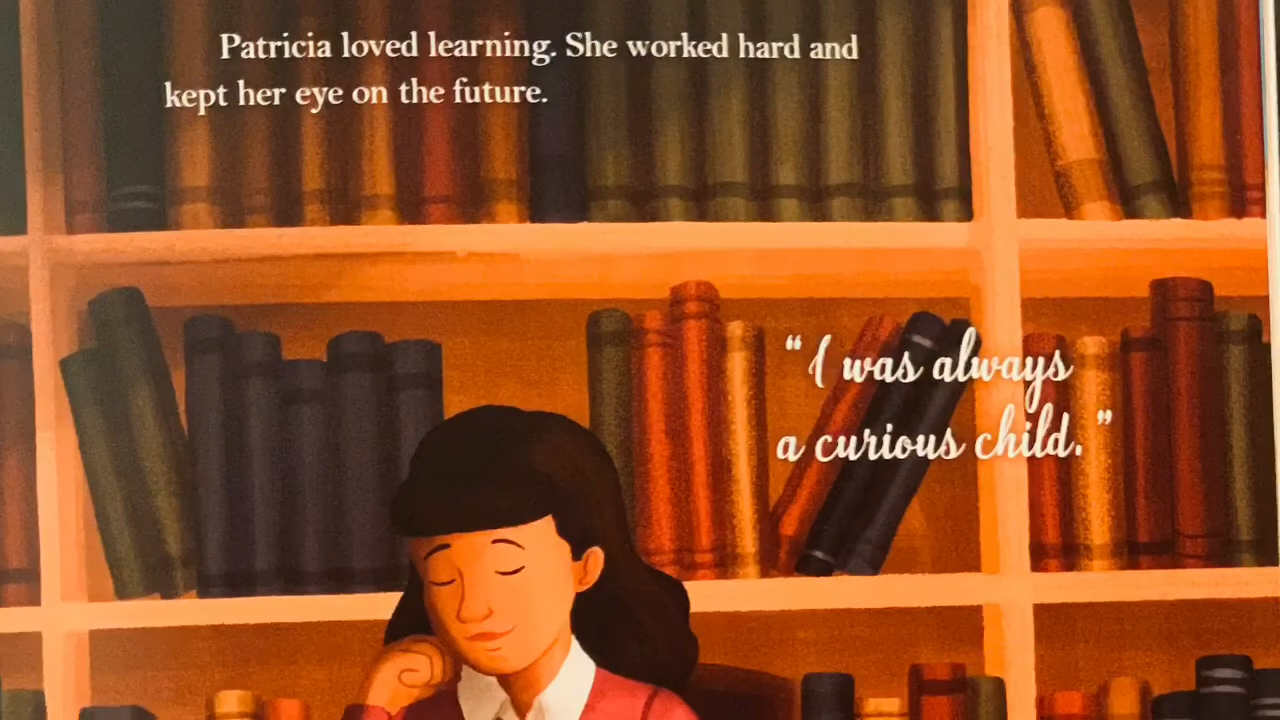 Patricia loved learning. She worked hard and
kept her eye on the future.
“I was always
a curious child.”